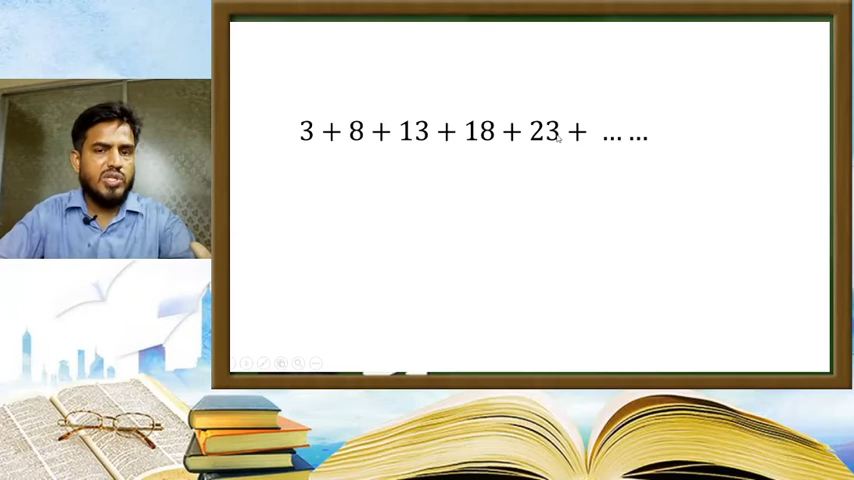 3 + 8 + 13 + 18 + 23 + ... ...